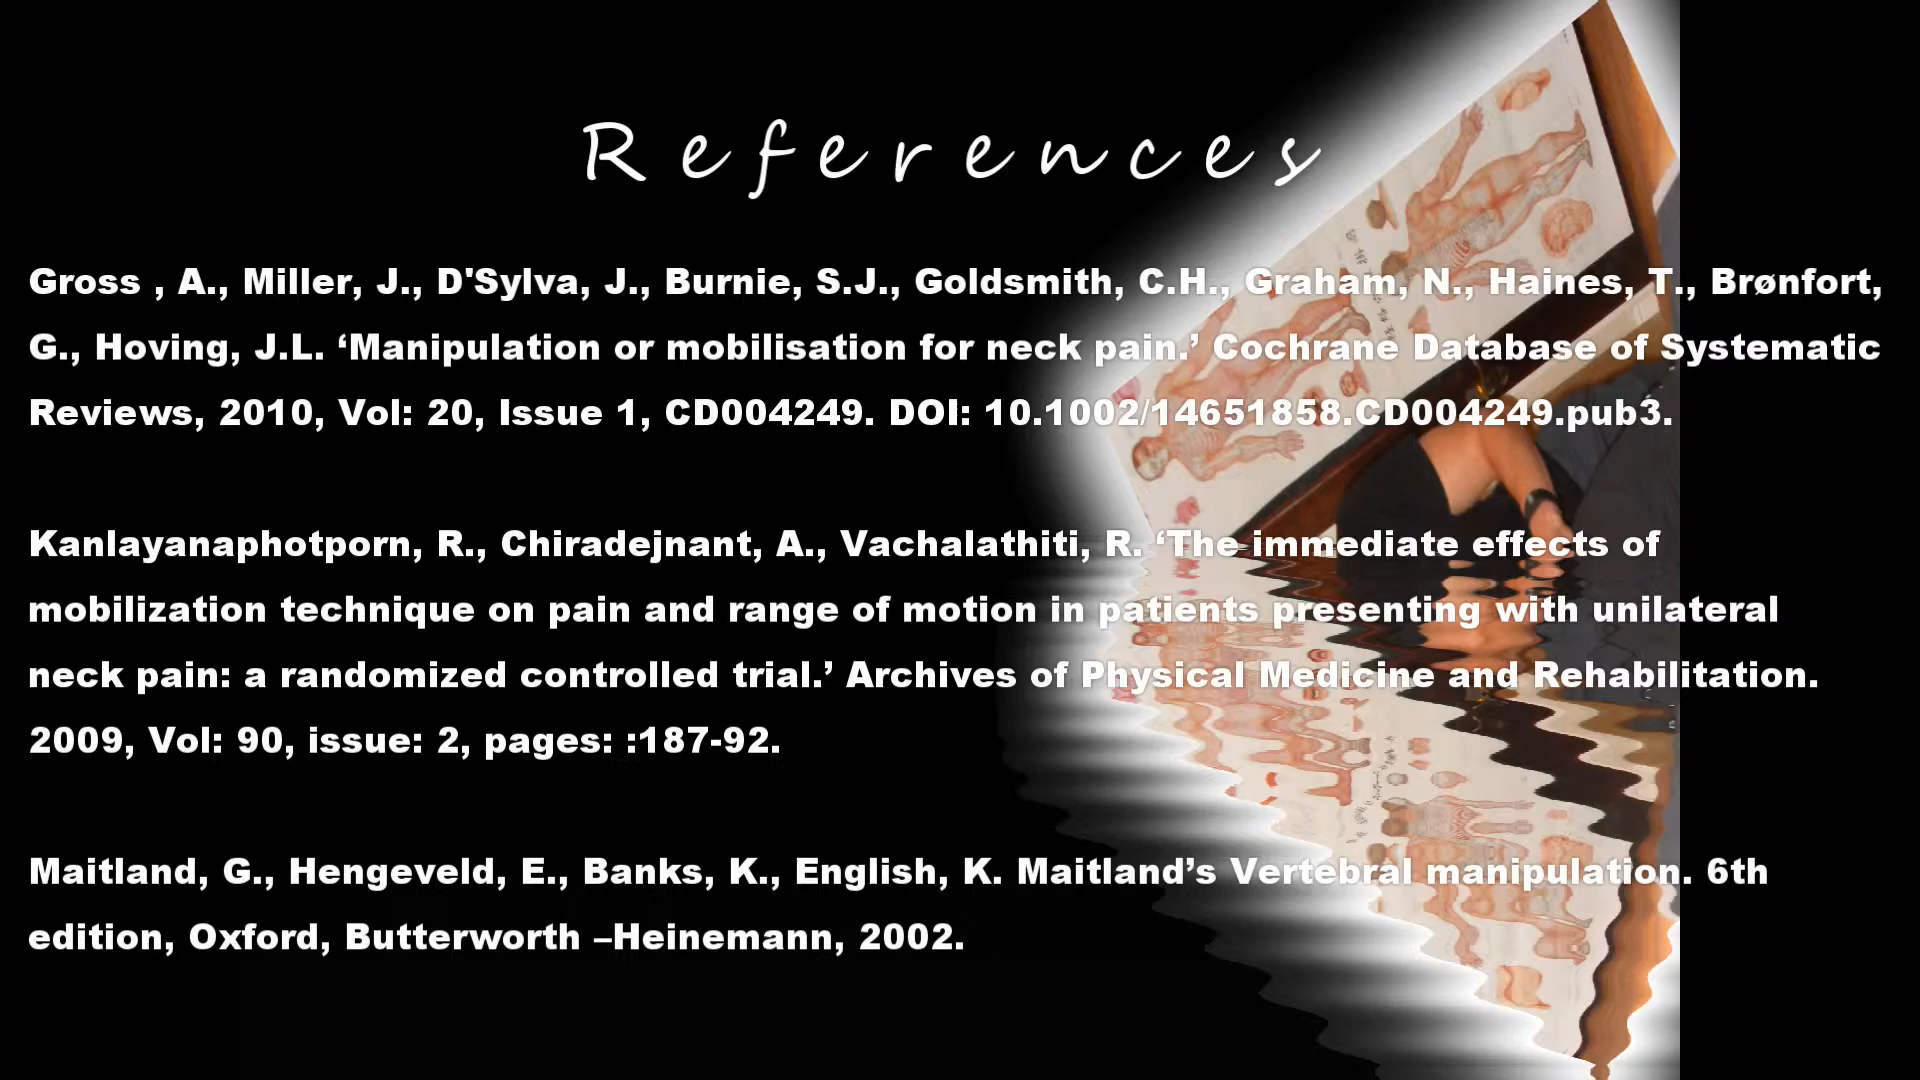 References
Gross , A., Miller, J., D'Sylva, J., Burnie, S.J., Goldsmith, C.H., Graham, N., Haines, T., Brønfort,
G., Hoving, J.L. ‘Manipulation or mobilisation for neck pain.’ Cochrane Database of Systematic
Reviews, 2010, Vol: 20, Issue 1, CD004249. DOI: 10.1002/14651858.CD004249.pub3.
Kanlayanaphotporn, R., Chiradejnant, A., Vachalathiti, R. ‘The immediate effects of
mobilization technique on pain and range of motion in patients presenting with unilateral
neck pain: a randomized controlled trial.’ Archives of Physical Medicine and Rehabilitation.
2009, Vol: 90, issue: 2, pages: :187-92.
Maitland, G., Hengeveld, E., Banks, K., English, K. Maitland’s Vertebral manipulation. 6th
edition, Oxford, Butterworth –Heinemann, 2002.